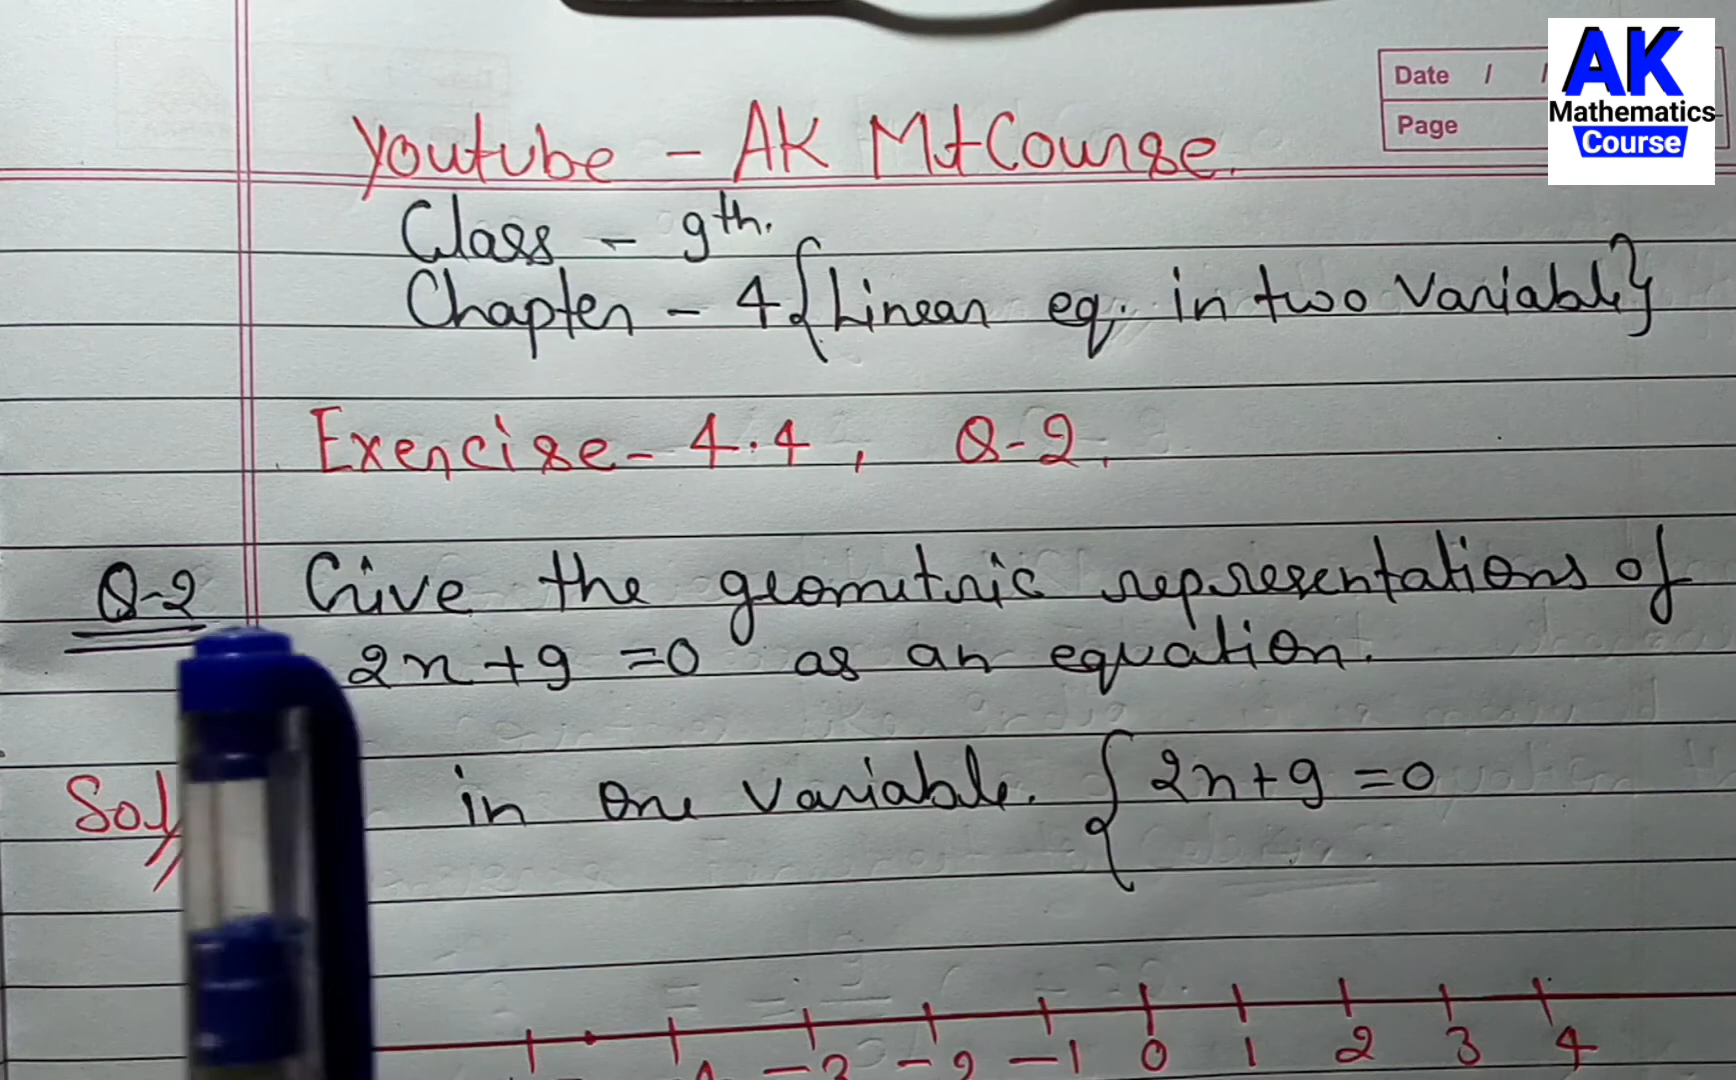 Date / /
Page
AK
Mathematics
Course
Youtube - AK MtCourse.
Class - 9th.
Chapter - 4 {Linear eq. in two variable}
Exercise - 4.4, Q-2.
Q-2 Give the geometric representations of
2x + 9 = 0 as an equation.
Sol
in one variable. { 2x + 9 = 0
-3 -2 -1 0 1 2 3 4